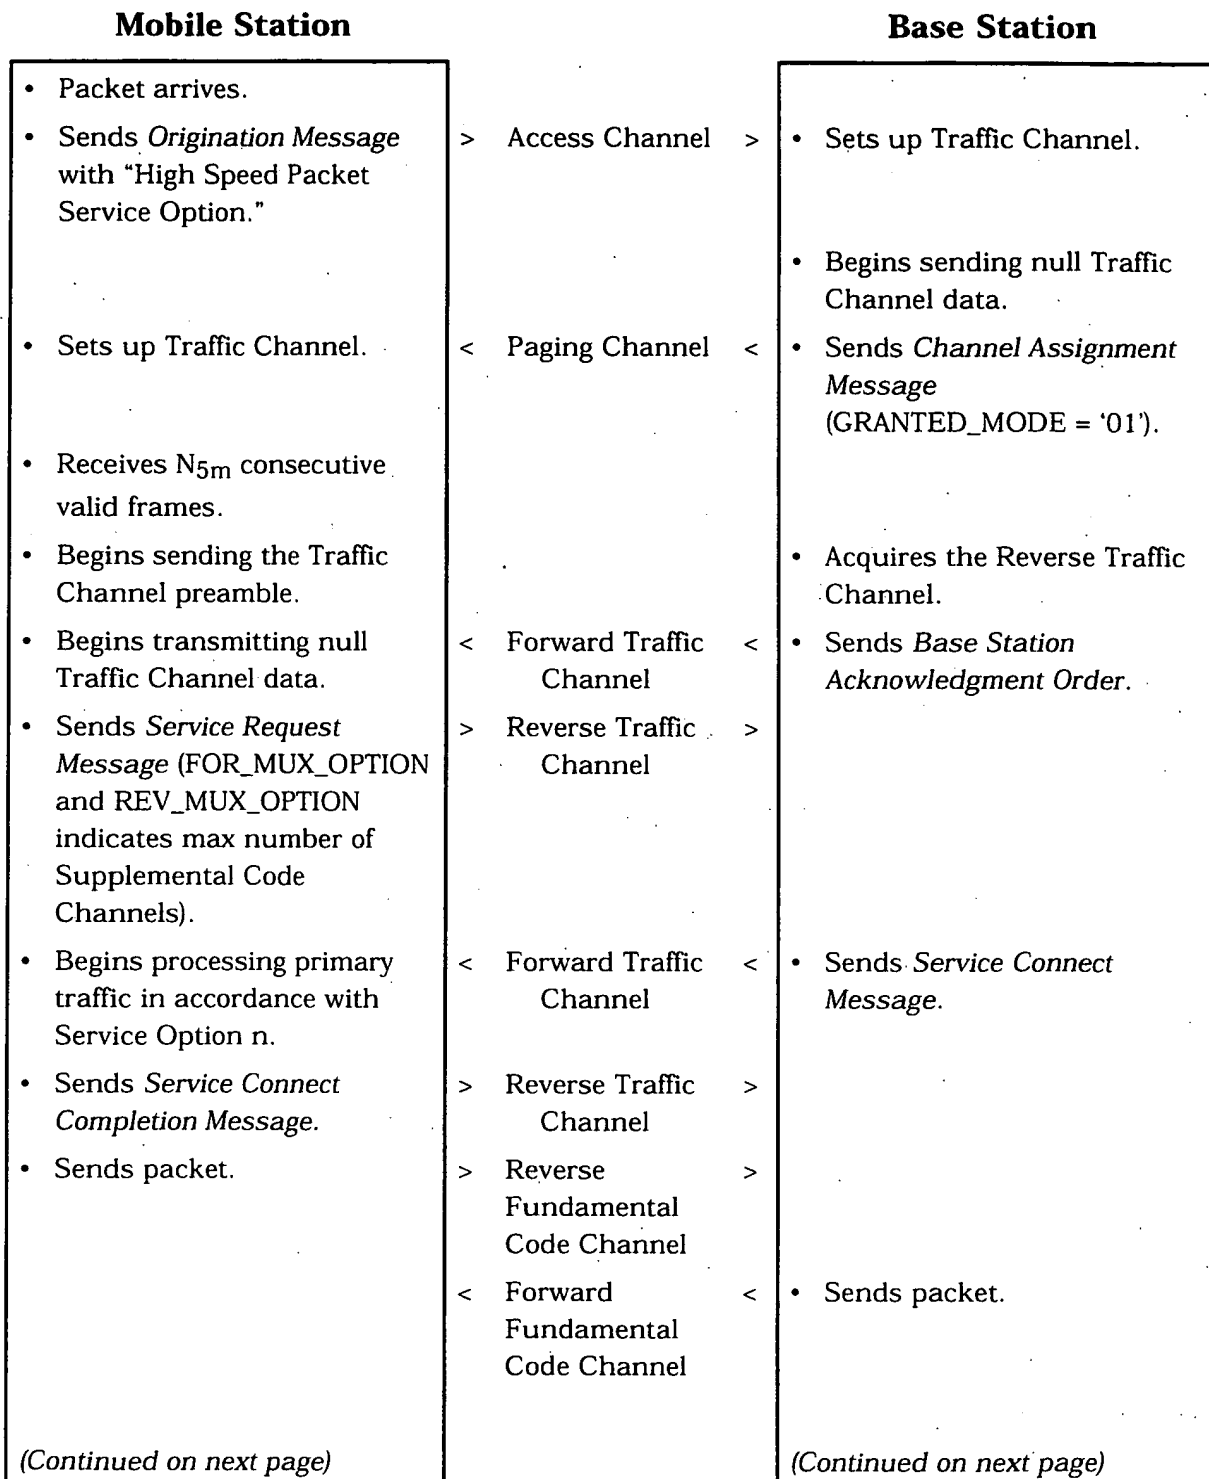 Mobile Station
Base Station
• Packet arrives.
• Sends Origination Message > Access Channel > • Sets up Traffic Channel.
with "High Speed Packet
Service Option."
• Begins sending null Traffic
Channel data.
• Sets up Traffic Channel. < Paging Channel < • Sends Channel Assignment
Message
(GRANTED_MODE = '01').
• Receives N5m consecutive
valid frames.
• Begins sending the Traffic • Acquires the Reverse Traffic
Channel preamble. Channel.
• Begins transmitting null < Forward Traffic < • Sends Base Station
Traffic Channel data. Channel Acknowledgment Order.
• Sends Service Request > Reverse Traffic >
Message (FOR_MUX_OPTION Channel
and REV_MUX_OPTION
indicates max number of
Supplemental Code
Channels).
• Begins processing primary < Forward Traffic < • Sends Service Connect
traffic in accordance with Channel Message.
Service Option n.
• Sends Service Connect > Reverse Traffic >
Completion Message. Channel
• Sends packet. > Reverse >
Fundamental
Code Channel
< Forward < • Sends packet.
Fundamental
Code Channel
(Continued on next page) (Continued on next page)